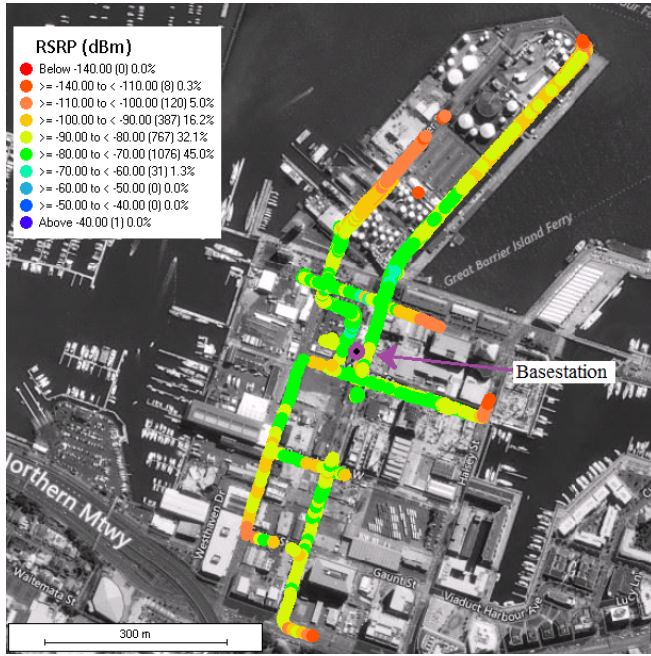 RSRP (dBm)
Below -140.00 (0) 0.0%
>= -140.00 to < -110.00 (8) 0.3%
>= -110.00 to < -100.00 (120) 5.0%
>= -100.00 to < -90.00 (387) 16.2%
>= -90.00 to < -80.00 (767) 32.1%
>= -80.00 to < -70.00 (1076) 45.0%
>= -70.00 to < -60.00 (31) 1.3%
>= -60.00 to < -50.00 (0) 0.0%
>= -50.00 to < -40.00 (0) 0.0%
Above -40.00 (1) 0.0%
Great Barrier Island Ferry
Basestation
Halsey St
Northern Mtwy
Westhaven Dr
Waitemata St
Gaunt St
Viaduct Harbour Ave
300 m